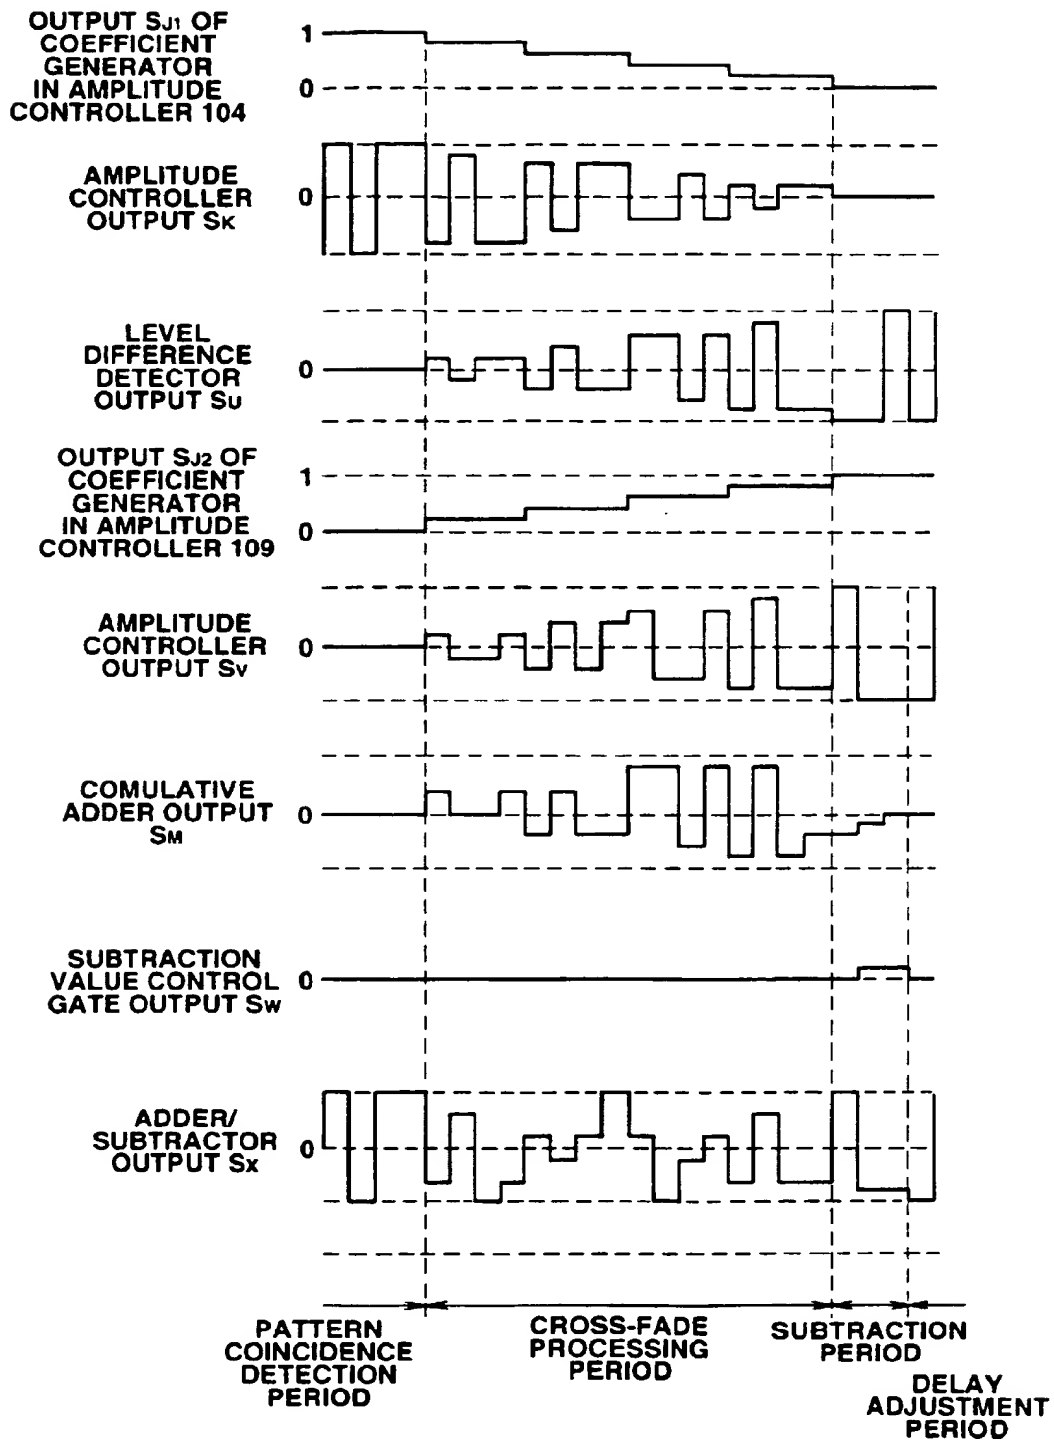 OUTPUT SJ1 OF
COEFFICIENT
GENERATOR
IN AMPLITUDE
CONTROLLER 104
1
0
AMPLITUDE
CONTROLLER
OUTPUT SK
0
LEVEL
DIFFERENCE
DETECTOR
OUTPUT SU
0
OUTPUT SJ2 OF
COEFFICIENT
GENERATOR
IN AMPLITUDE
CONTROLLER 109
1
0
AMPLITUDE
CONTROLLER
OUTPUT SV
0
COMULATIVE
ADDER OUTPUT
SM
0
SUBTRACTION
VALUE CONTROL
GATE OUTPUT SW
0
ADDER/
SUBTRACTOR
OUTPUT SX
0
PATTERN
COINCIDENCE
DETECTION
PERIOD
CROSS-FADE
PROCESSING
PERIOD
SUBTRACTION
PERIOD
DELAY
ADJUSTMENT
PERIOD